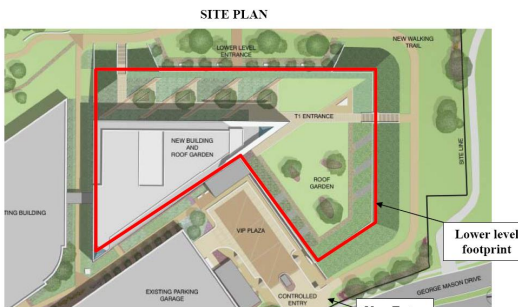 SITE PLAN
NEW WALKING
TRAIL
LOWER LEVEL
ENTRANCE
T1 ENTRANCE
NEW BUILDING
AND
ROOF GARDEN
SITE LINE
ROOF
GARDEN
TING BUILDING
VIP PLAZA
Lower level
footprint
EXISTING PARKING
GARAGE
CONTROLLED
ENTRY
GEORGE MASON DRIVE